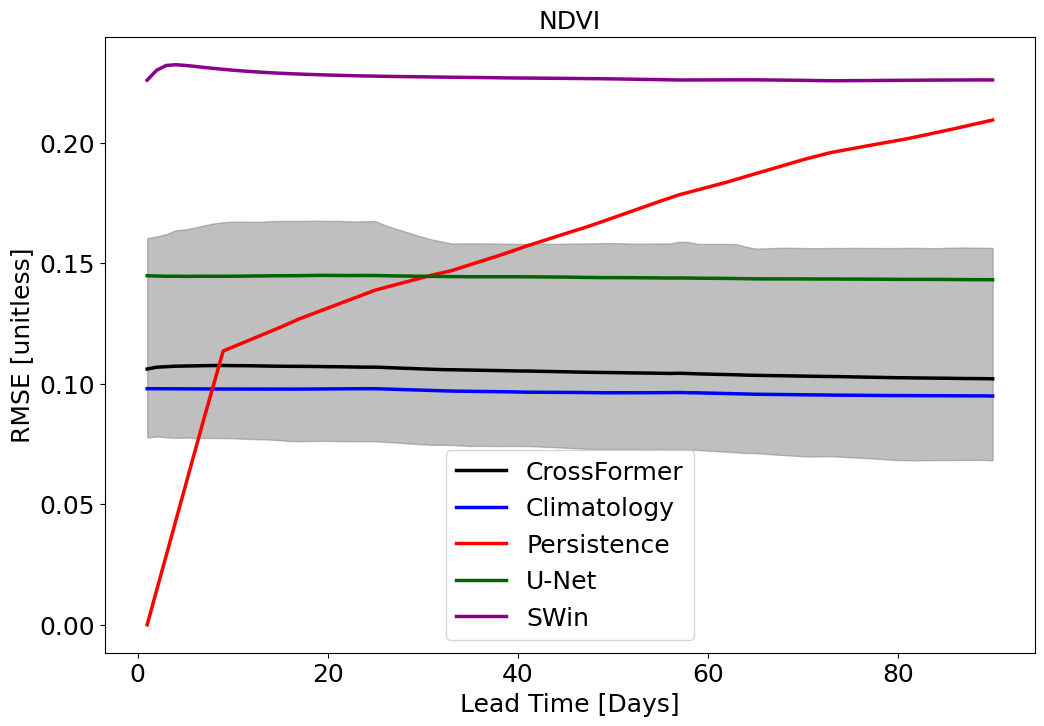 NDVI
RMSE [unitless]
0.20
0.15
0.10
0.05
0.00
CrossFormer
Climatology
Persistence
U-Net
SWin
0 20 40 60 80
Lead Time [Days]